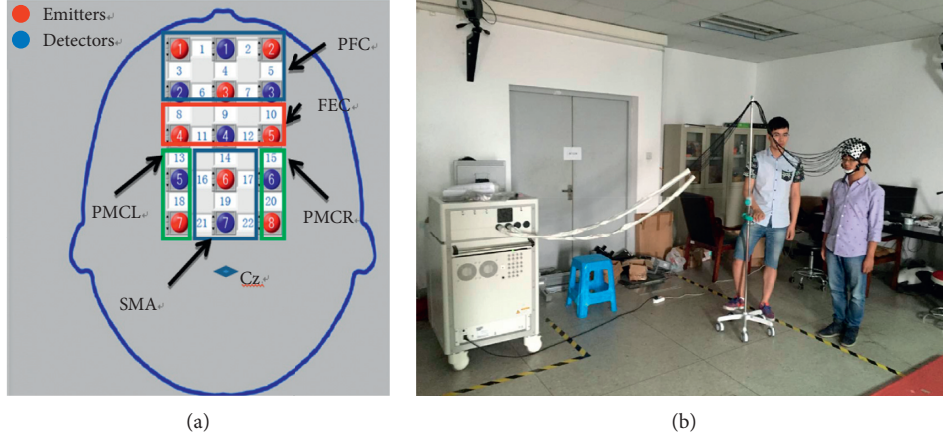 Emitters
Detectors
1 1 1 2 2
3 4 5
2 6 3 7 3
8 9 10
4 11 4 12 5
13 14 15
5 16 6 17 6
18 19 20
7 21 7 22 8
PFC
FEC
PMCL
PMCR
SMA
Cz
(a)
(b)